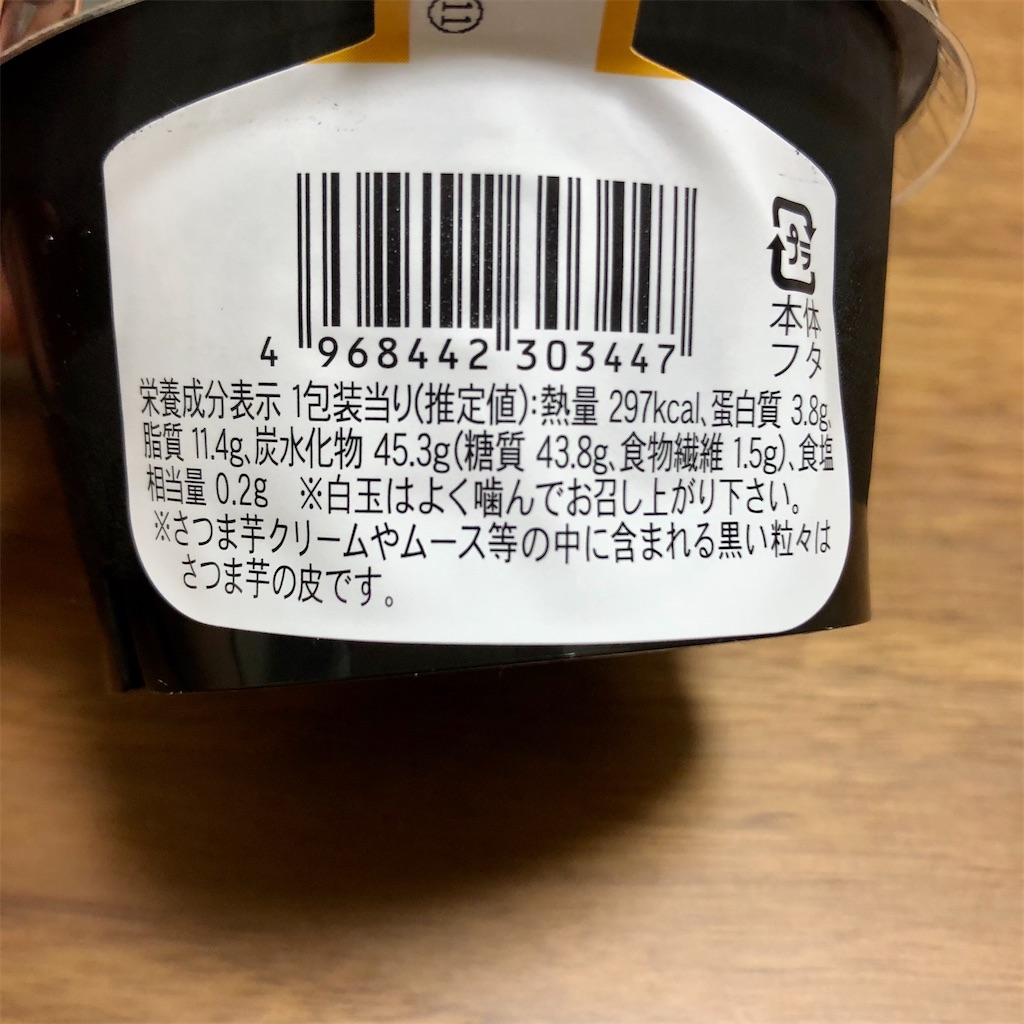 ⑪
4 968442 303447
プラ
本体
フタ
栄養成分表示 1包装当り(推定値):熱量 297kcal、蛋白質 3.8g、
脂質 11.4g、炭水化物 45.3g(糖質 43.8g、食物繊維 1.5g)、食塩
相当量 0.2g ※白玉はよく噛んでお召し上がり下さい。
※さつま芋クリームやムース等の中に含まれる黒い粒々は
さつま芋の皮です。